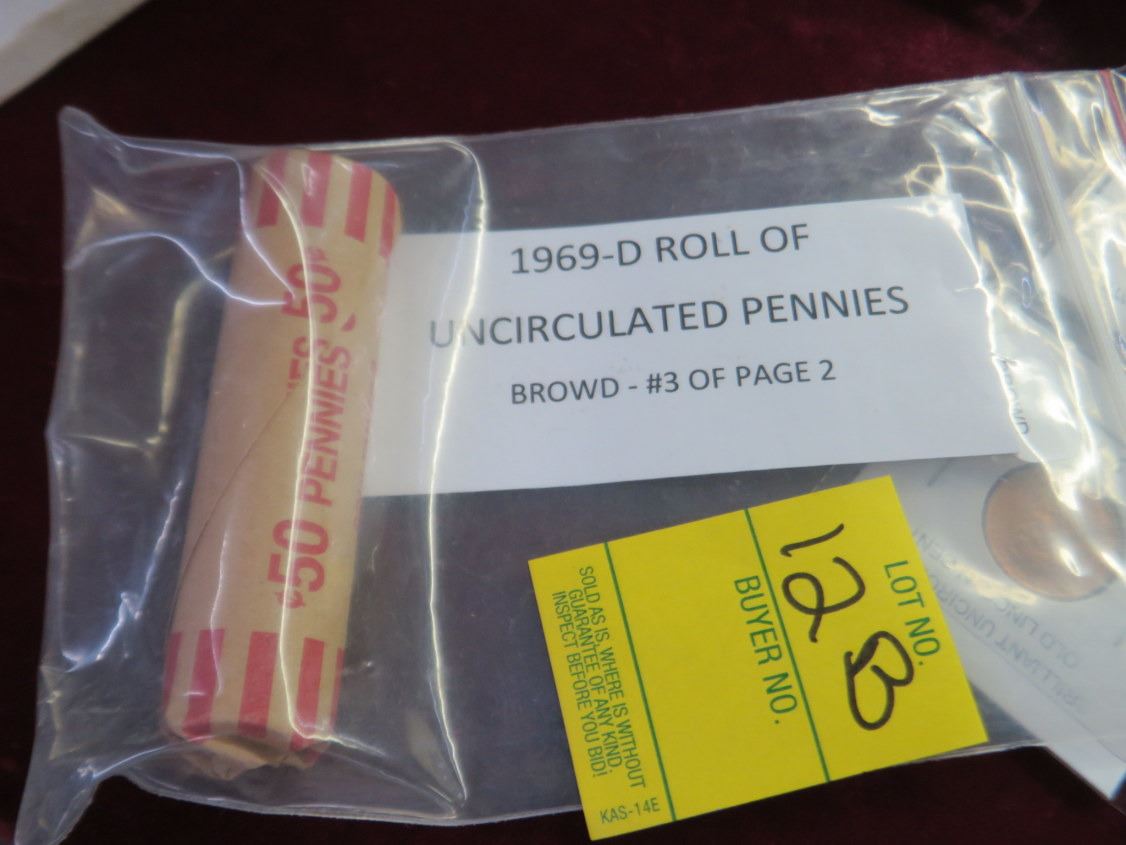 1969-D ROLL OF
UNCIRCULATED PENNIES
BROWD - #3 OF PAGE 2
50 PENNIES 50¢
LOT NO.
12B
BUYER NO.
SOLD AS IS, WHERE IS WITHOUT
GUARANTEE OF ANY KIND;
INSPECT BEFORE YOU BID!
KAS-14E
BROWD